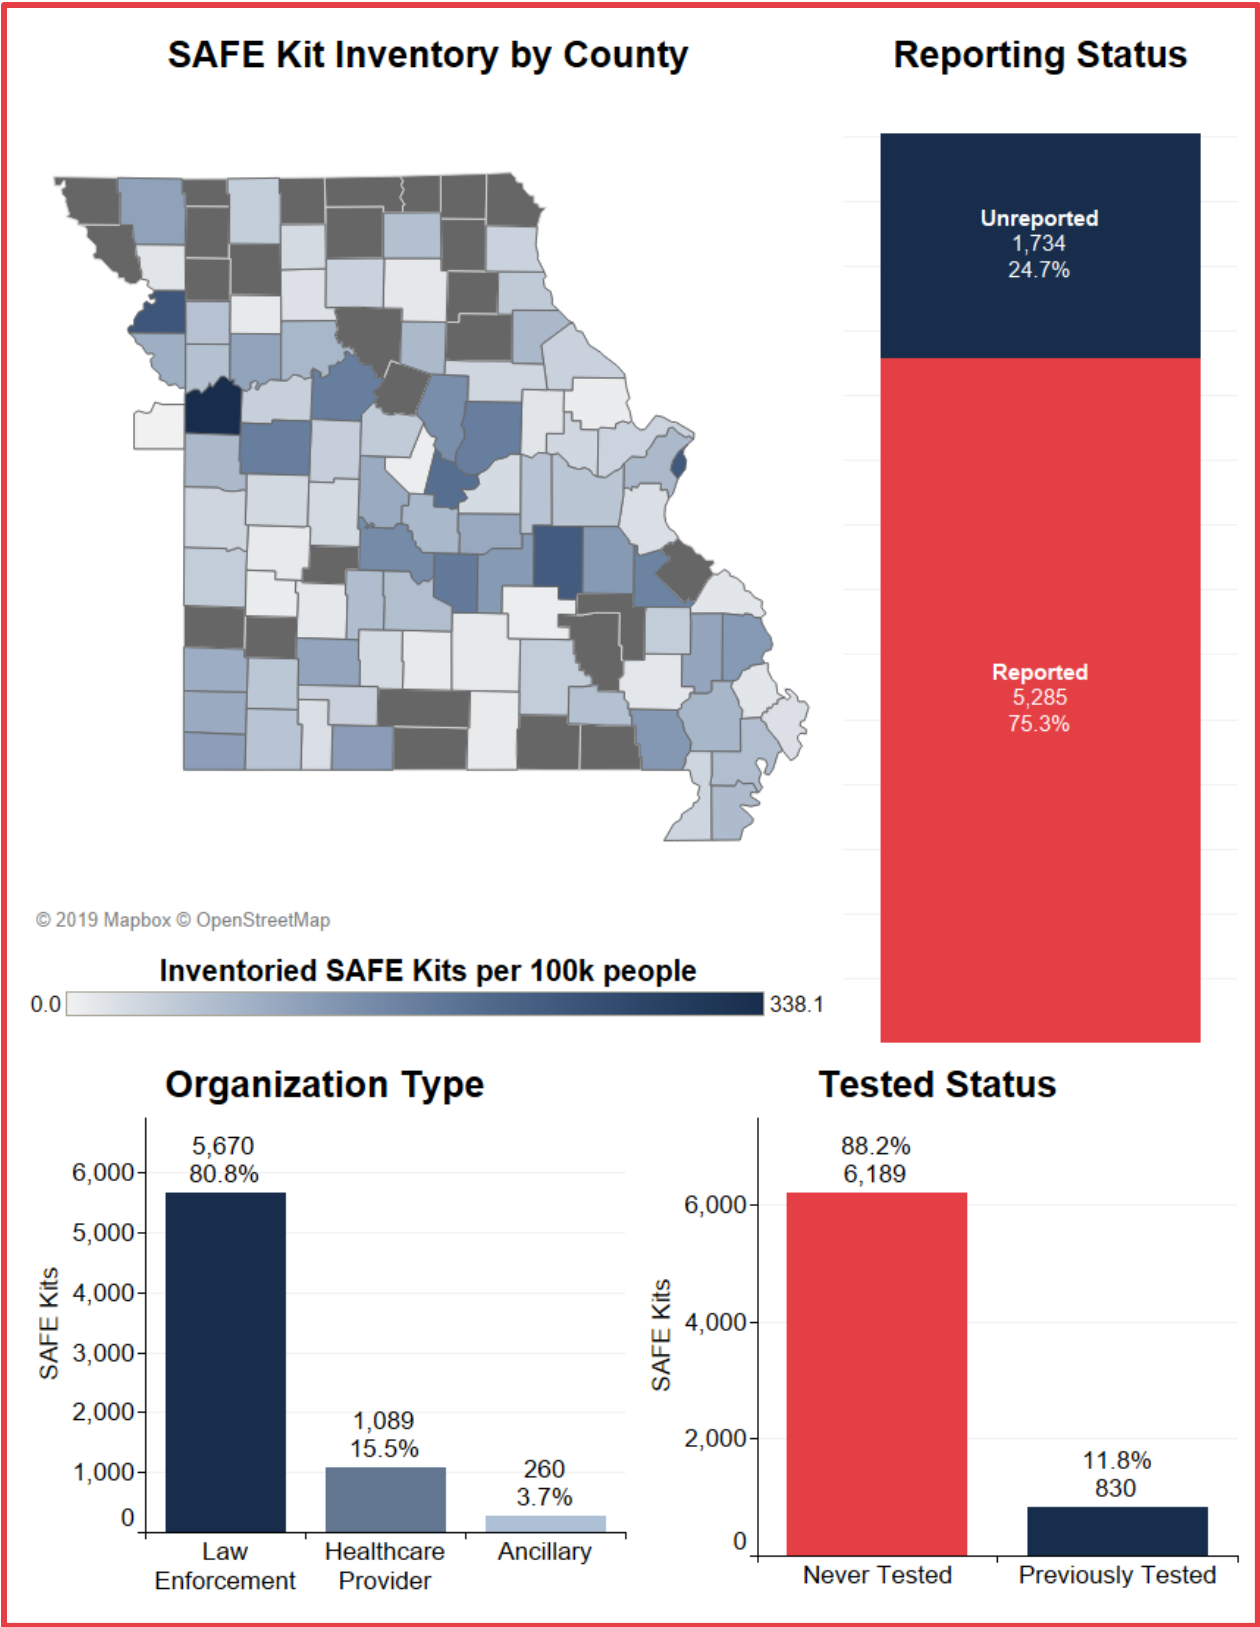 SAFE Kit Inventory by County
Reporting Status
Unreported
1,734
24.7%
Reported
5,285
75.3%
© 2019 Mapbox © OpenStreetMap
Inventoried SAFE Kits per 100k people
0.0
338.1
Organization Type
SAFE Kits
6,000
5,000
4,000
3,000
2,000
1,000
0
5,670
80.8%
1,089
15.5%
260
3.7%
Law
Enforcement
Healthcare
Provider
Ancillary
Tested Status
SAFE Kits
6,000
4,000
2,000
0
88.2%
6,189
11.8%
830
Never Tested
Previously Tested